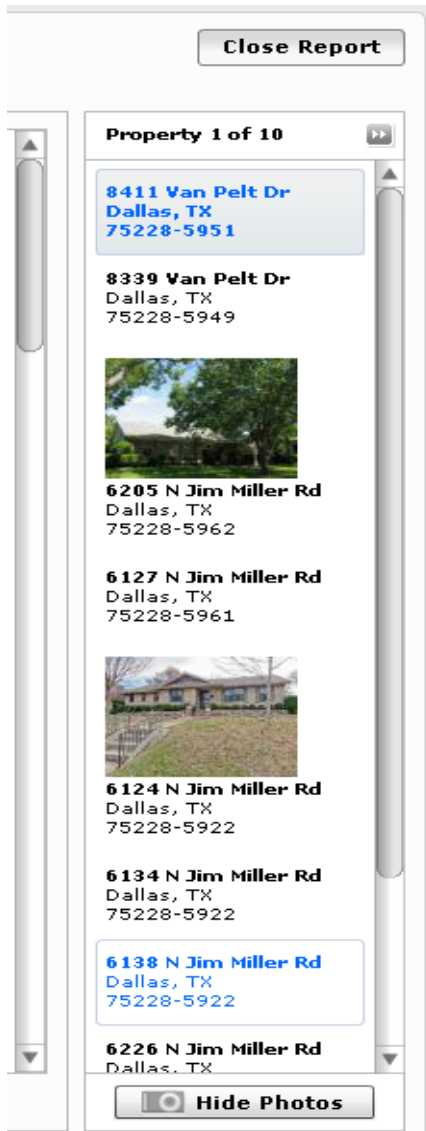 Close Report
Property 1 of 10
8411 Van Pelt Dr
Dallas, TX
75228-5951
8339 Van Pelt Dr
Dallas, TX
75228-5949
6205 N Jim Miller Rd
Dallas, TX
75228-5962
6127 N Jim Miller Rd
Dallas, TX
75228-5961
6124 N Jim Miller Rd
Dallas, TX
75228-5922
6134 N Jim Miller Rd
Dallas, TX
75228-5922
6138 N Jim Miller Rd
Dallas, TX
75228-5922
6226 N Jim Miller Rd
Dallas, TX
Hide Photos